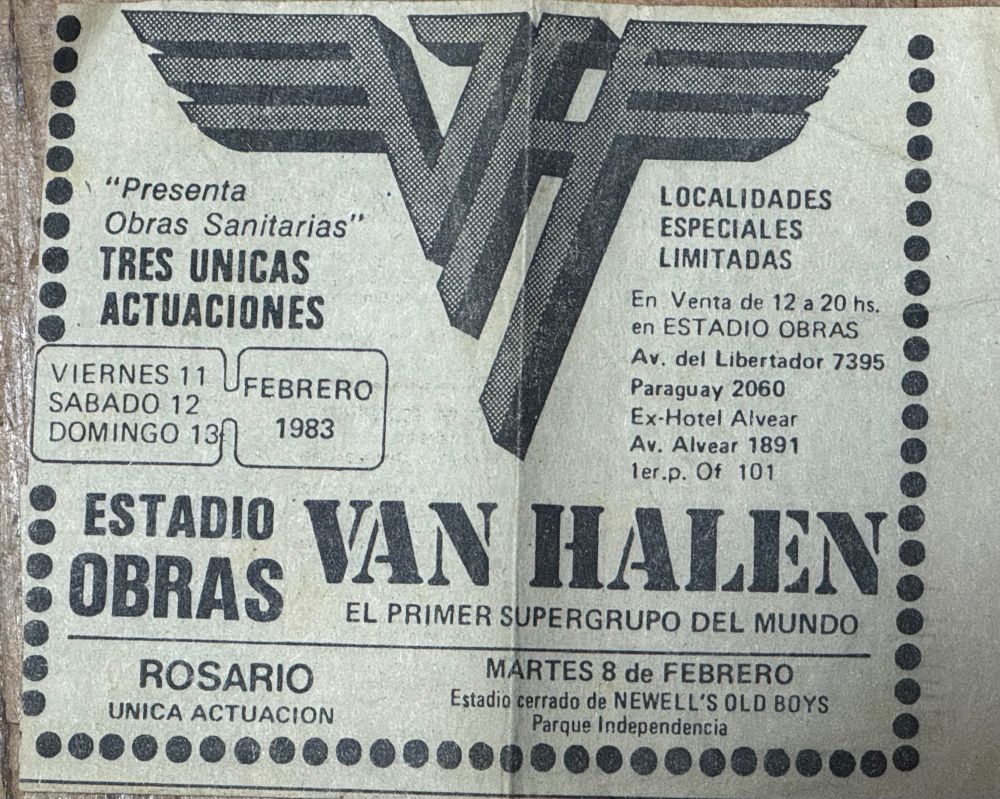 VH
"Presenta
Obras Sanitarias"
TRES UNICAS
ACTUACIONES
VIERNES 11
SABADO 12
DOMINGO 13
FEBRERO
1983
LOCALIDADES
ESPECIALES
LIMITADAS
En Venta de 12 a 20 hs.
en ESTADIO OBRAS
Av. del Libertador 7395
Paraguay 2060
Ex-Hotel Alvear
Av. Alvear 1891
1er.p. Of 101
ESTADIO
OBRAS
VAN HALEN
EL PRIMER SUPERGRUPO DEL MUNDO
ROSARIO
UNICA ACTUACION
MARTES 8 de FEBRERO
Estadio cerrado de NEWELL'S OLD BOYS
Parque Independencia